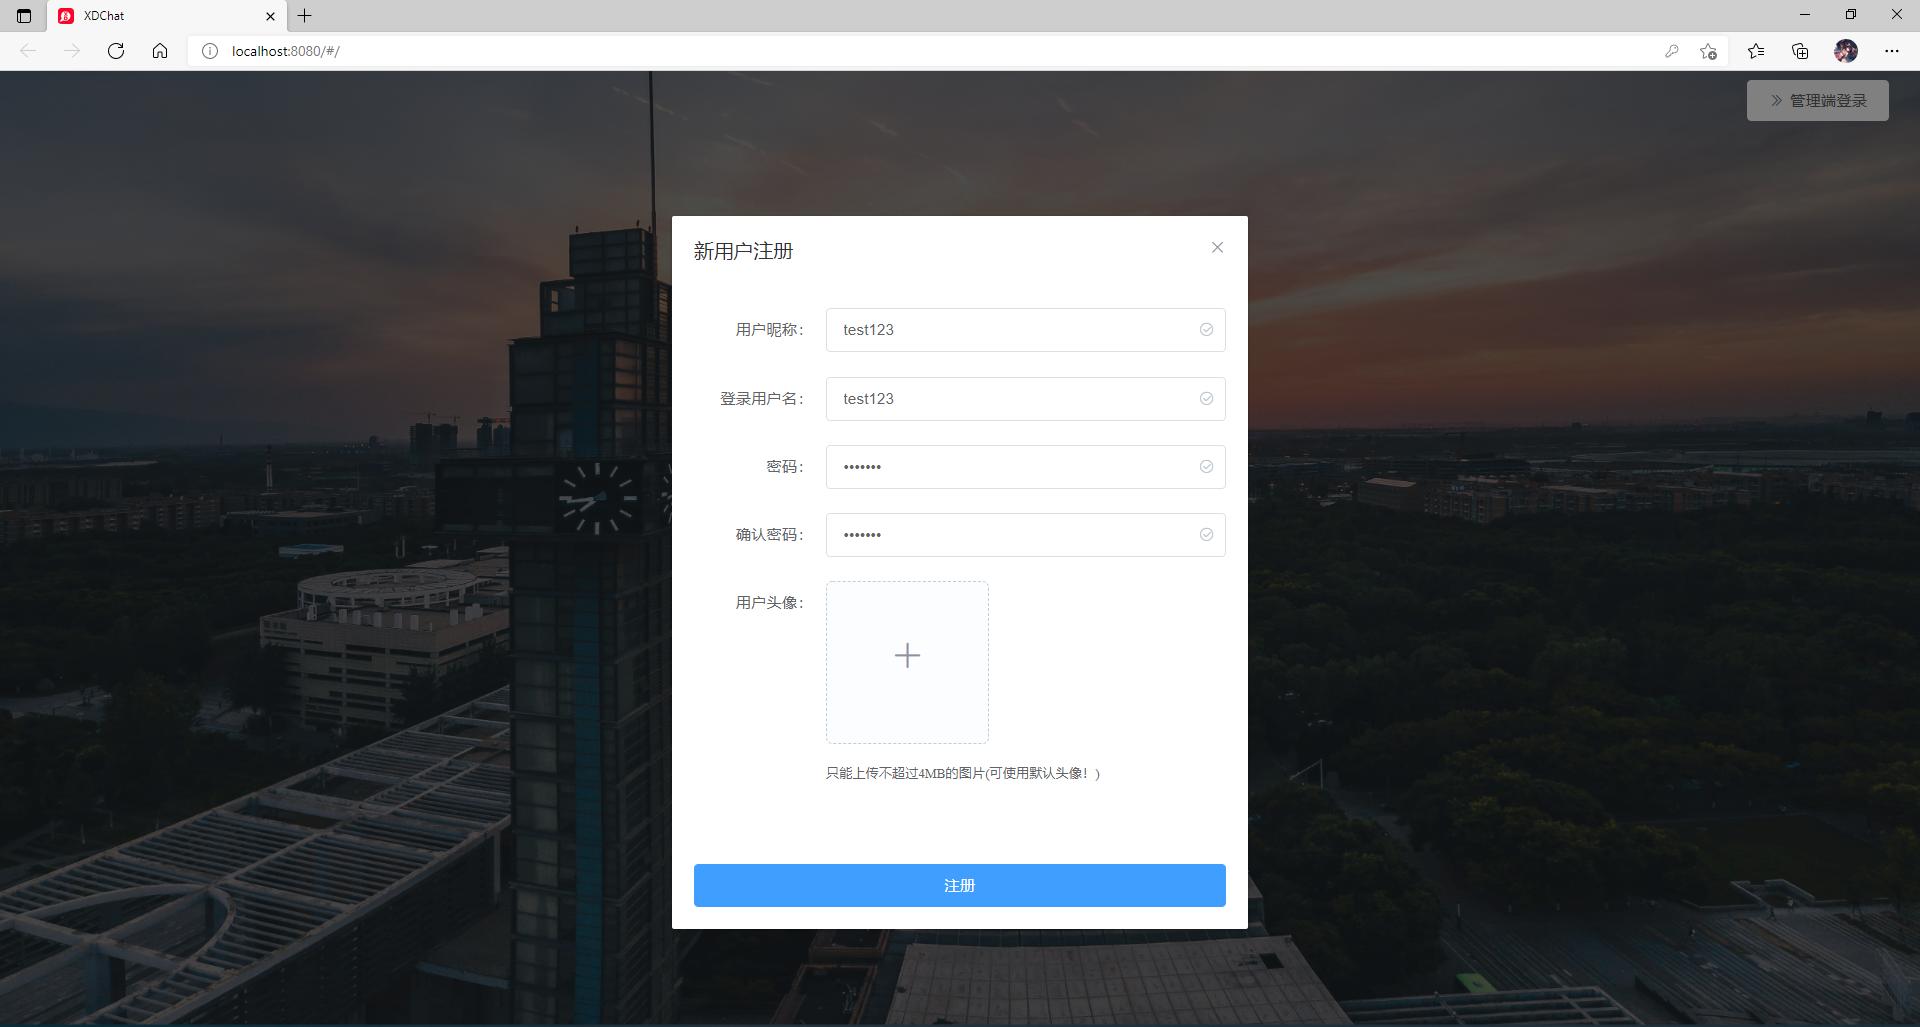 XDChat
localhost:8080/#/
管理端登录
新用户注册
用户昵称：
test123
登录用户名：
test123
密码：
•••••••
确认密码：
•••••••
用户头像：
只能上传不超过4MB的图片(可使用默认头像！)
注册